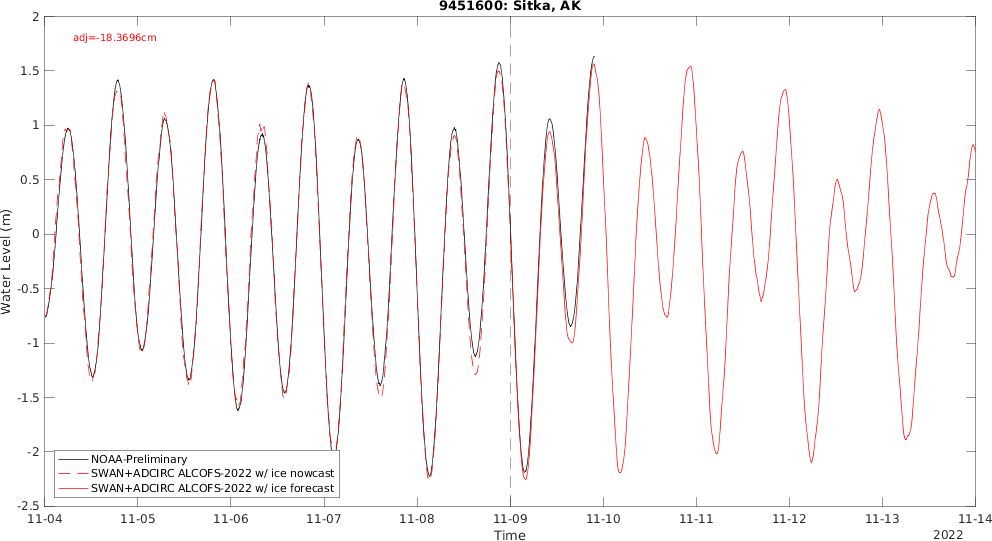 9451600: Sitka, AK
adj=-18.3696cm
2
1.5
1
0.5
0
-0.5
-1
-1.5
-2
-2.5
Water Level (m)
NOAA-Preliminary
SWAN+ADCIRC ALCOFS-2022 w/ ice nowcast
SWAN+ADCIRC ALCOFS-2022 w/ ice forecast
11-04 11-05 11-06 11-07 11-08 11-09 11-10 11-11 11-12 11-13 11-14
Time
2022